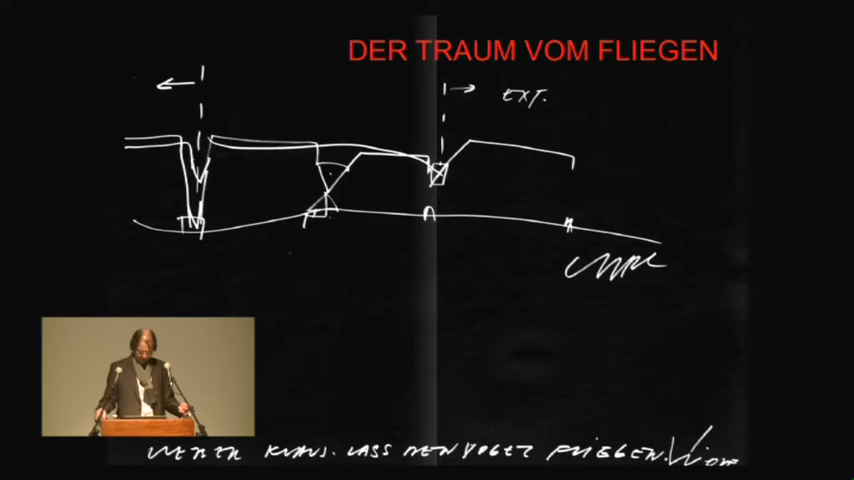 DER TRAUM VOM FLIEGEN
EXT.
LIEBER KLAUS. LASS DEN VOGEL FLIEGEN.